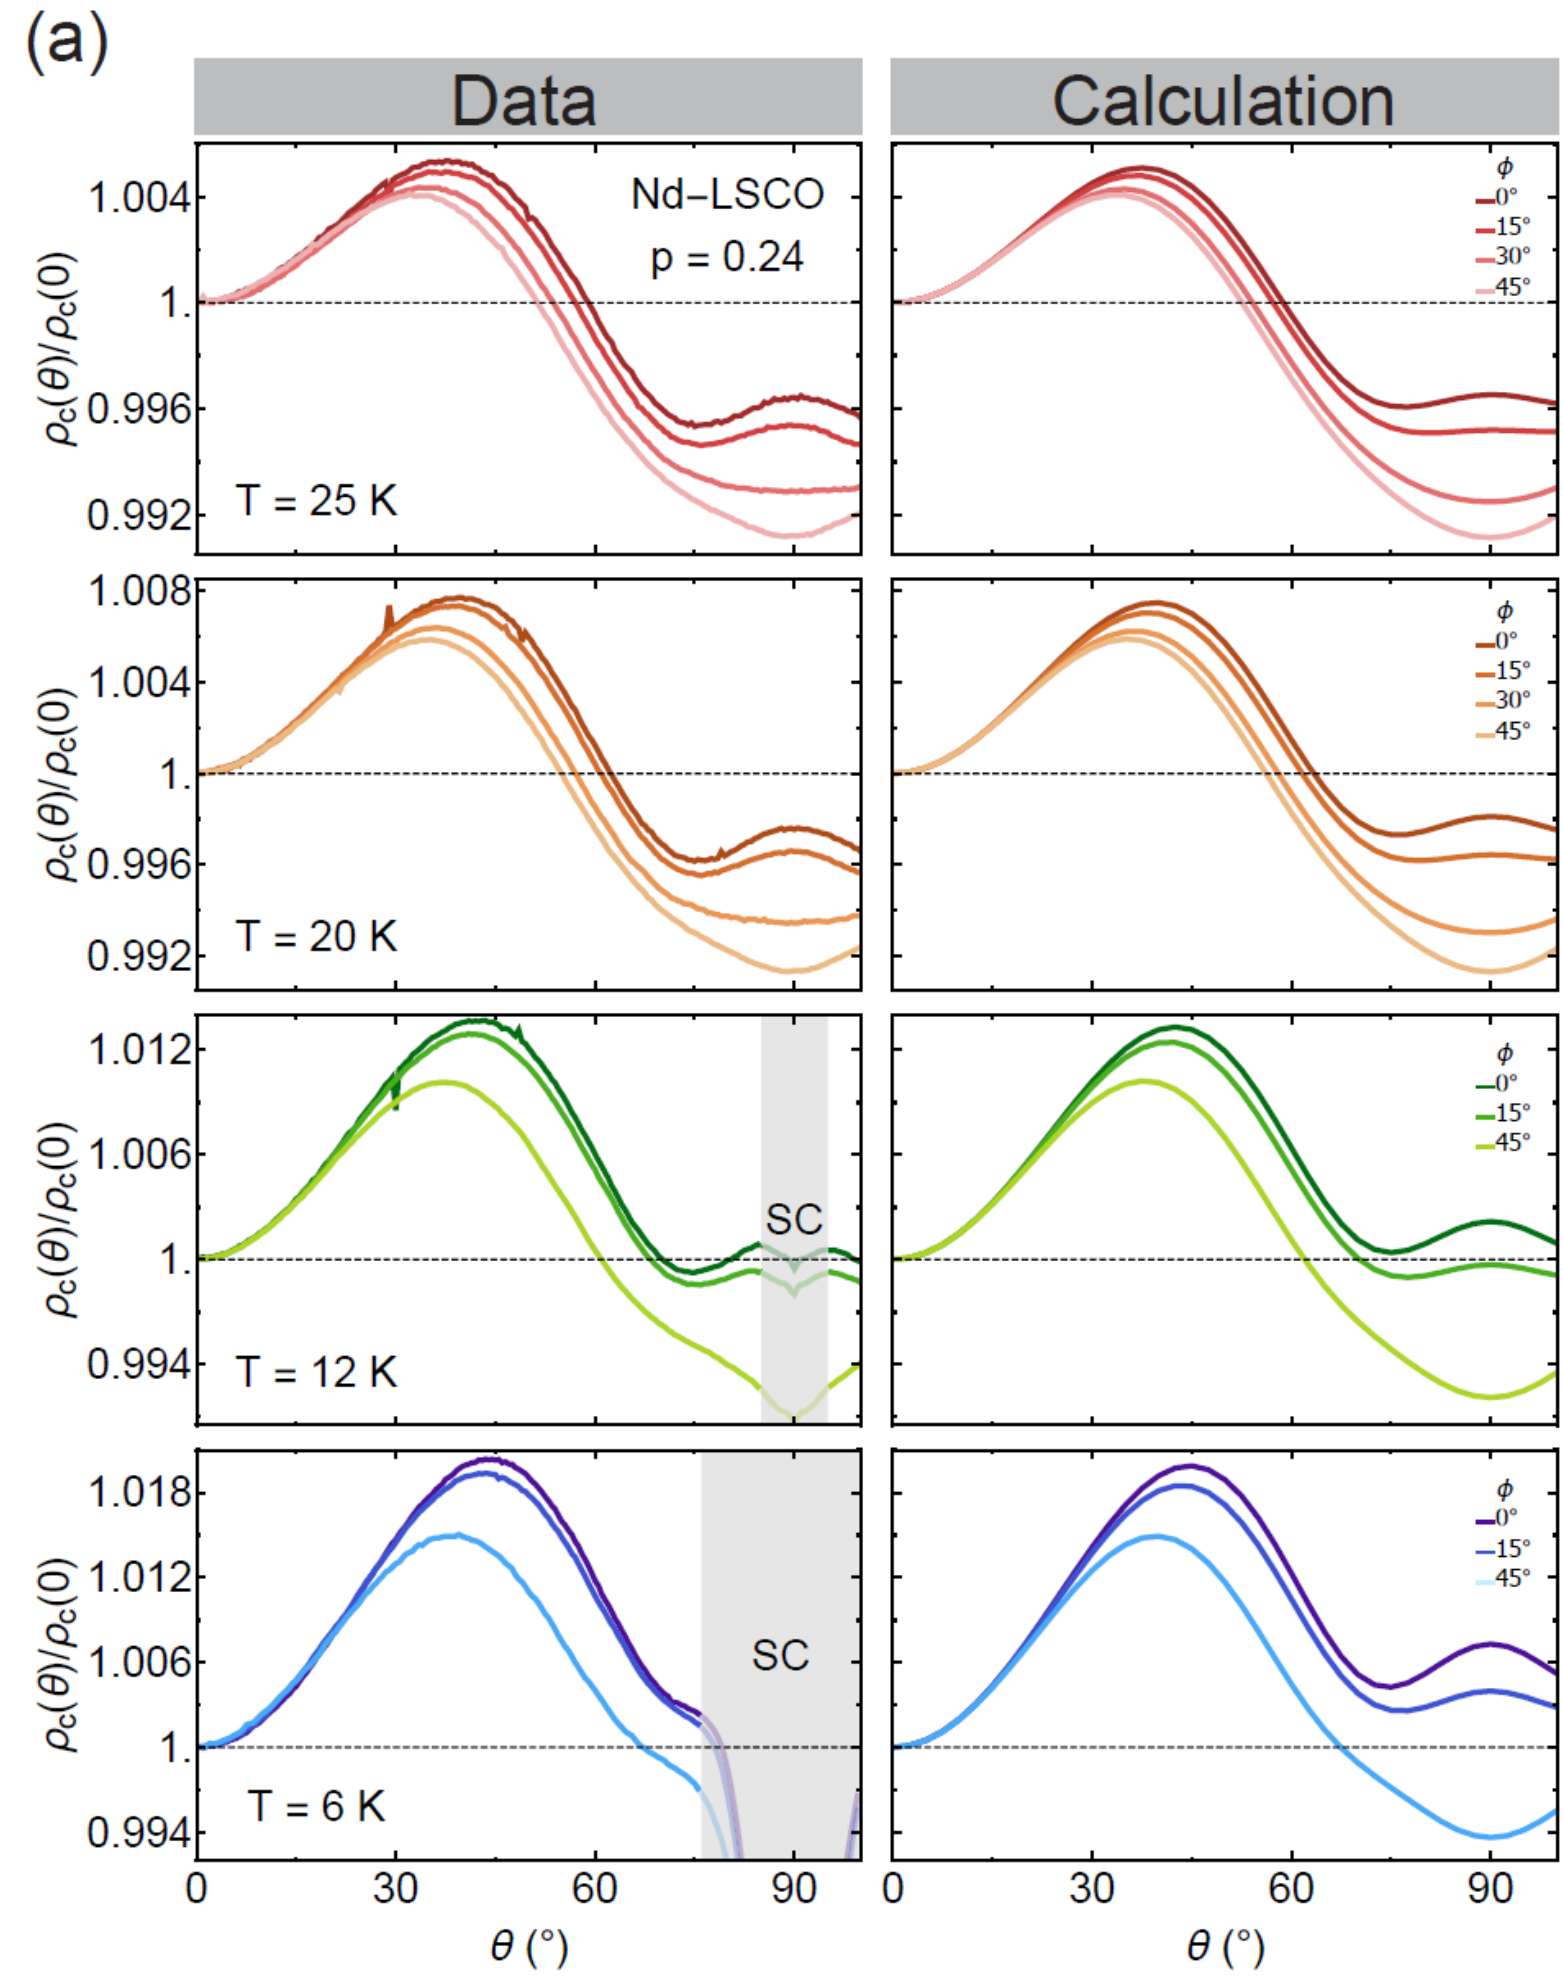 (a)
Data
Calculation
Nd–LSCO
p = 0.24
T = 25 K
ρc(θ)/ρc(0)
1.004
1.
0.996
0.992
ϕ
0°
15°
30°
45°
T = 20 K
ρc(θ)/ρc(0)
1.008
1.004
1.
0.996
0.992
ϕ
0°
15°
30°
45°
SC
T = 12 K
ρc(θ)/ρc(0)
1.012
1.006
1.
0.994
ϕ
0°
15°
45°
SC
T = 6 K
ρc(θ)/ρc(0)
1.018
1.012
1.006
1.
0.994
ϕ
0°
15°
45°
0 30 60 90
0 30 60 90
θ (°)
θ (°)